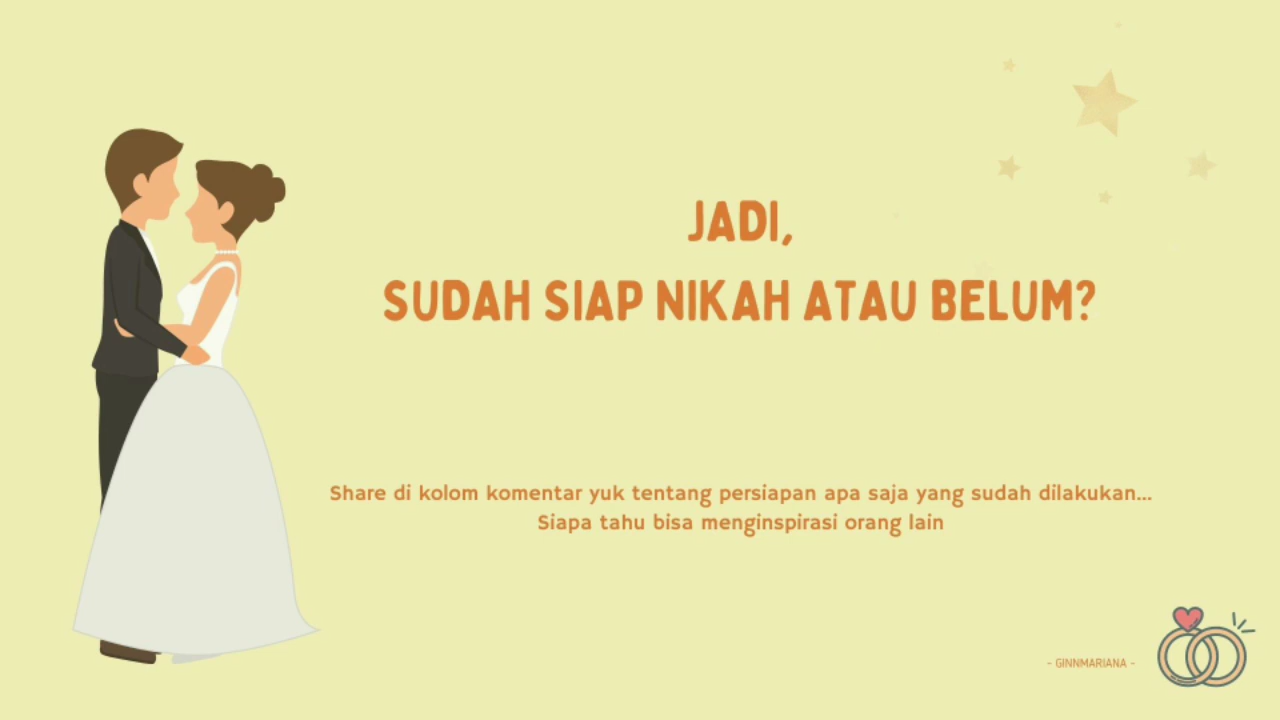 JADI,
SUDAH SIAP NIKAH ATAU BELUM?
Share di kolom komentar yuk tentang persiapan apa saja yang sudah dilakukan...
Siapa tahu bisa menginspirasi orang lain
- GINNMARIANA -